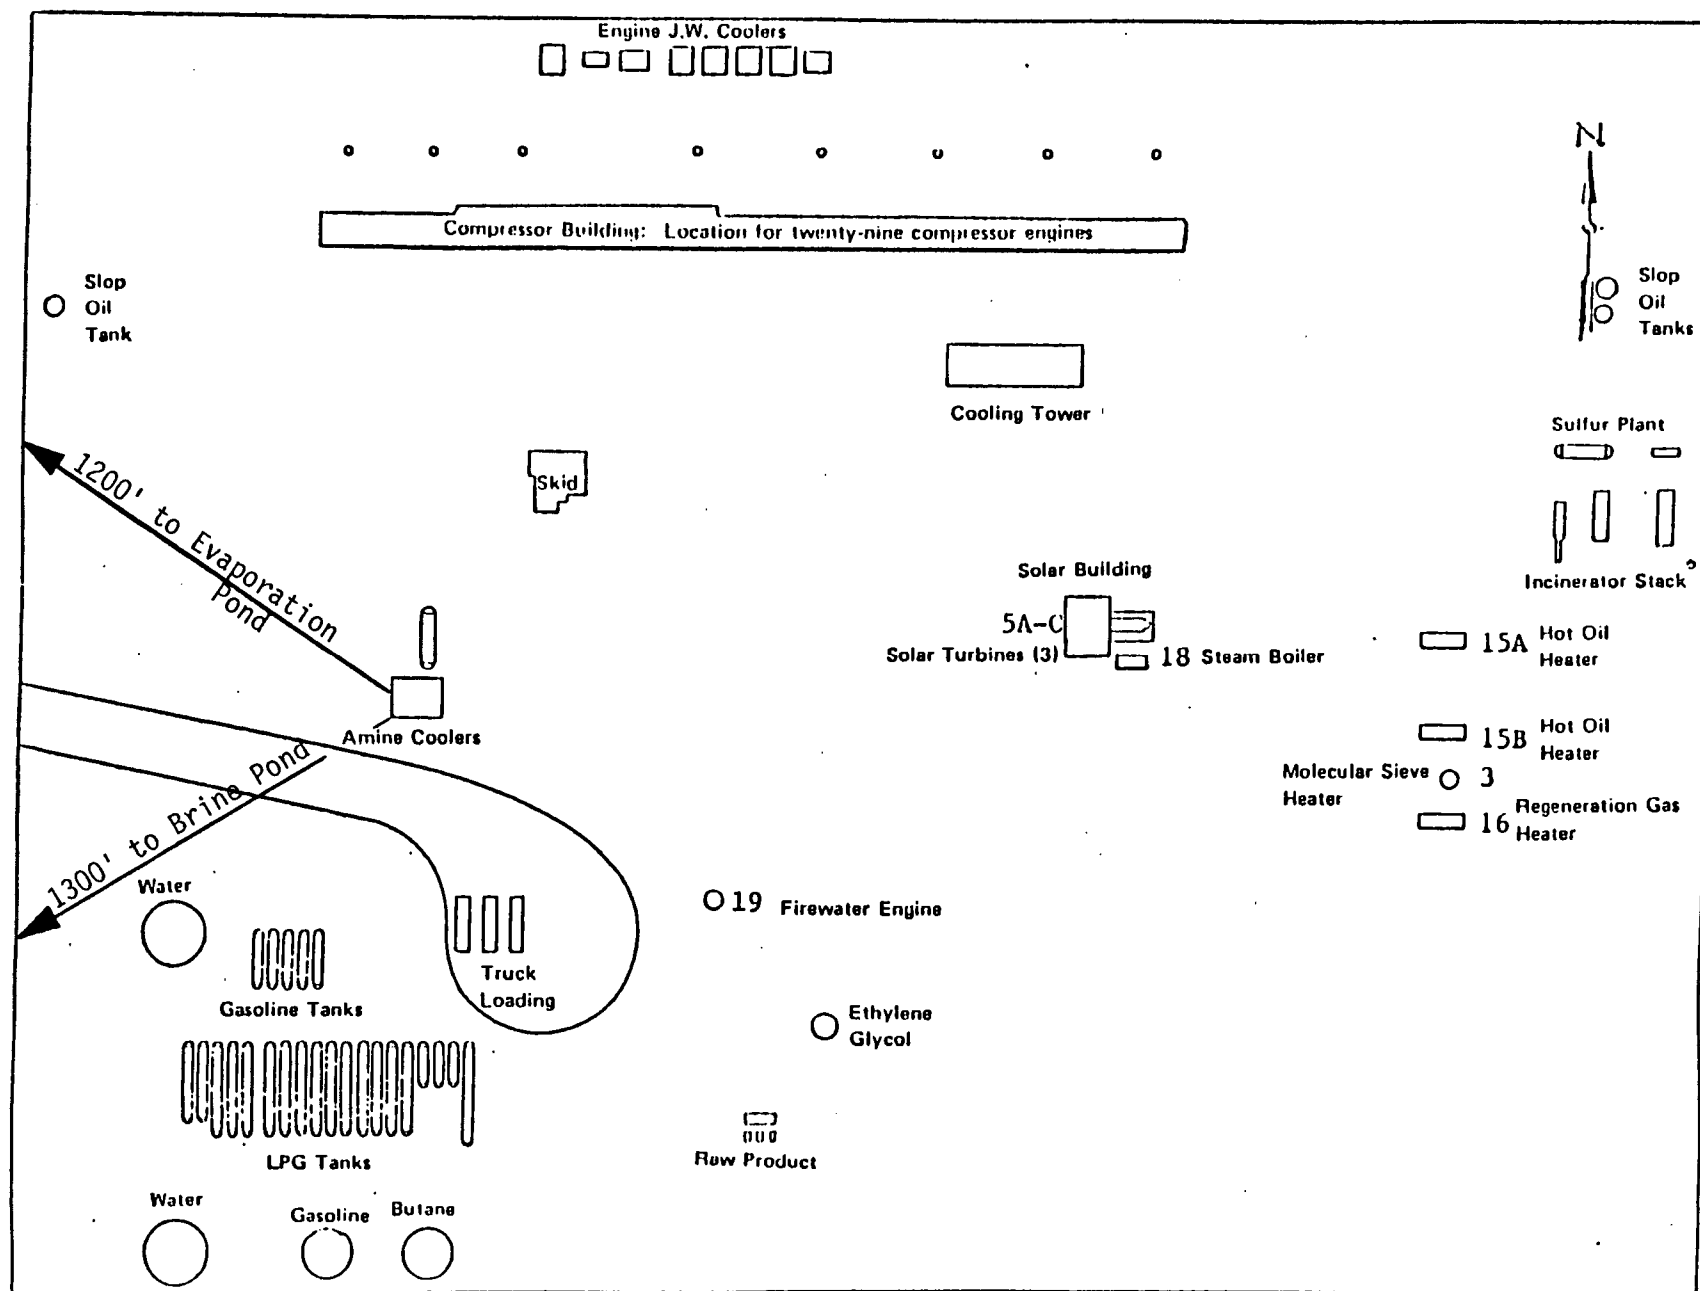 Engine J.W. Coolers
N
Compressor Building: Location for twenty-nine compressor engines
Slop
Oil
Tank
Slop
Oil
Tanks
Cooling Tower
Sulfur Plant
Skid
1200' to Evaporation
Pond
Incinerator Stack
Solar Building
5A-C
Solar Turbines (3)
18 Steam Boiler
15A Hot Oil
Heater
Amine Coolers
15B Hot Oil
Heater
Molecular Sieve
Heater
3
16 Regeneration Gas
Heater
1300' to Brine Pond
Water
19 Firewater Engine
Truck
Loading
Gasoline Tanks
Ethylene
Glycol
LPG Tanks
Raw Product
Water
Gasoline
Butane